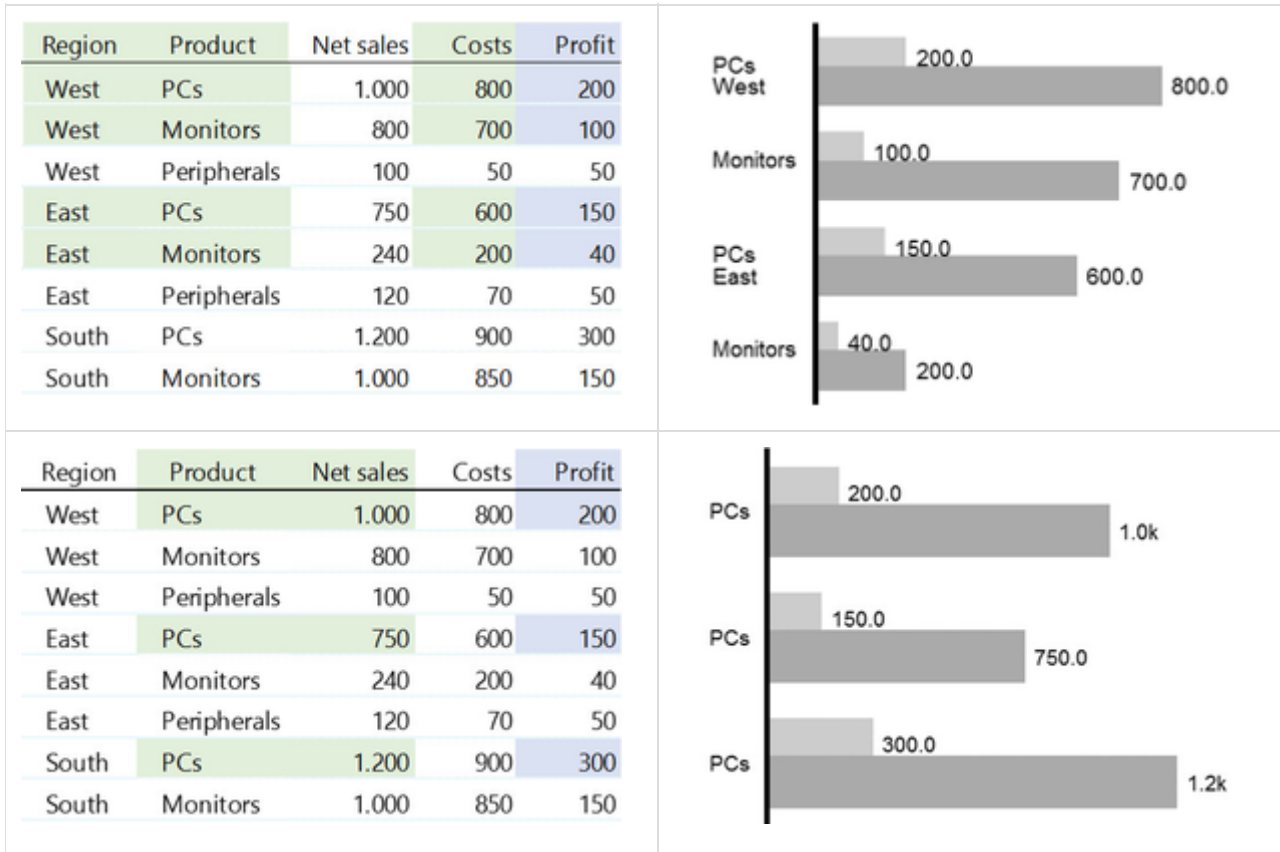 Region Product Net sales Costs Profit
West PCs 1.000 800 200
West Monitors 800 700 100
West Peripherals 100 50 50
East PCs 750 600 150
East Monitors 240 200 40
East Peripherals 120 70 50
South PCs 1.200 900 300
South Monitors 1.000 850 150
200.0
PCs
West
800.0
100.0
Monitors
700.0
150.0
PCs
East
600.0
40.0
Monitors
200.0
Region Product Net sales Costs Profit
West PCs 1.000 800 200
West Monitors 800 700 100
West Peripherals 100 50 50
East PCs 750 600 150
East Monitors 240 200 40
East Peripherals 120 70 50
South PCs 1.200 900 300
South Monitors 1.000 850 150
200.0
PCs
1.0k
150.0
PCs
750.0
300.0
PCs
1.2k